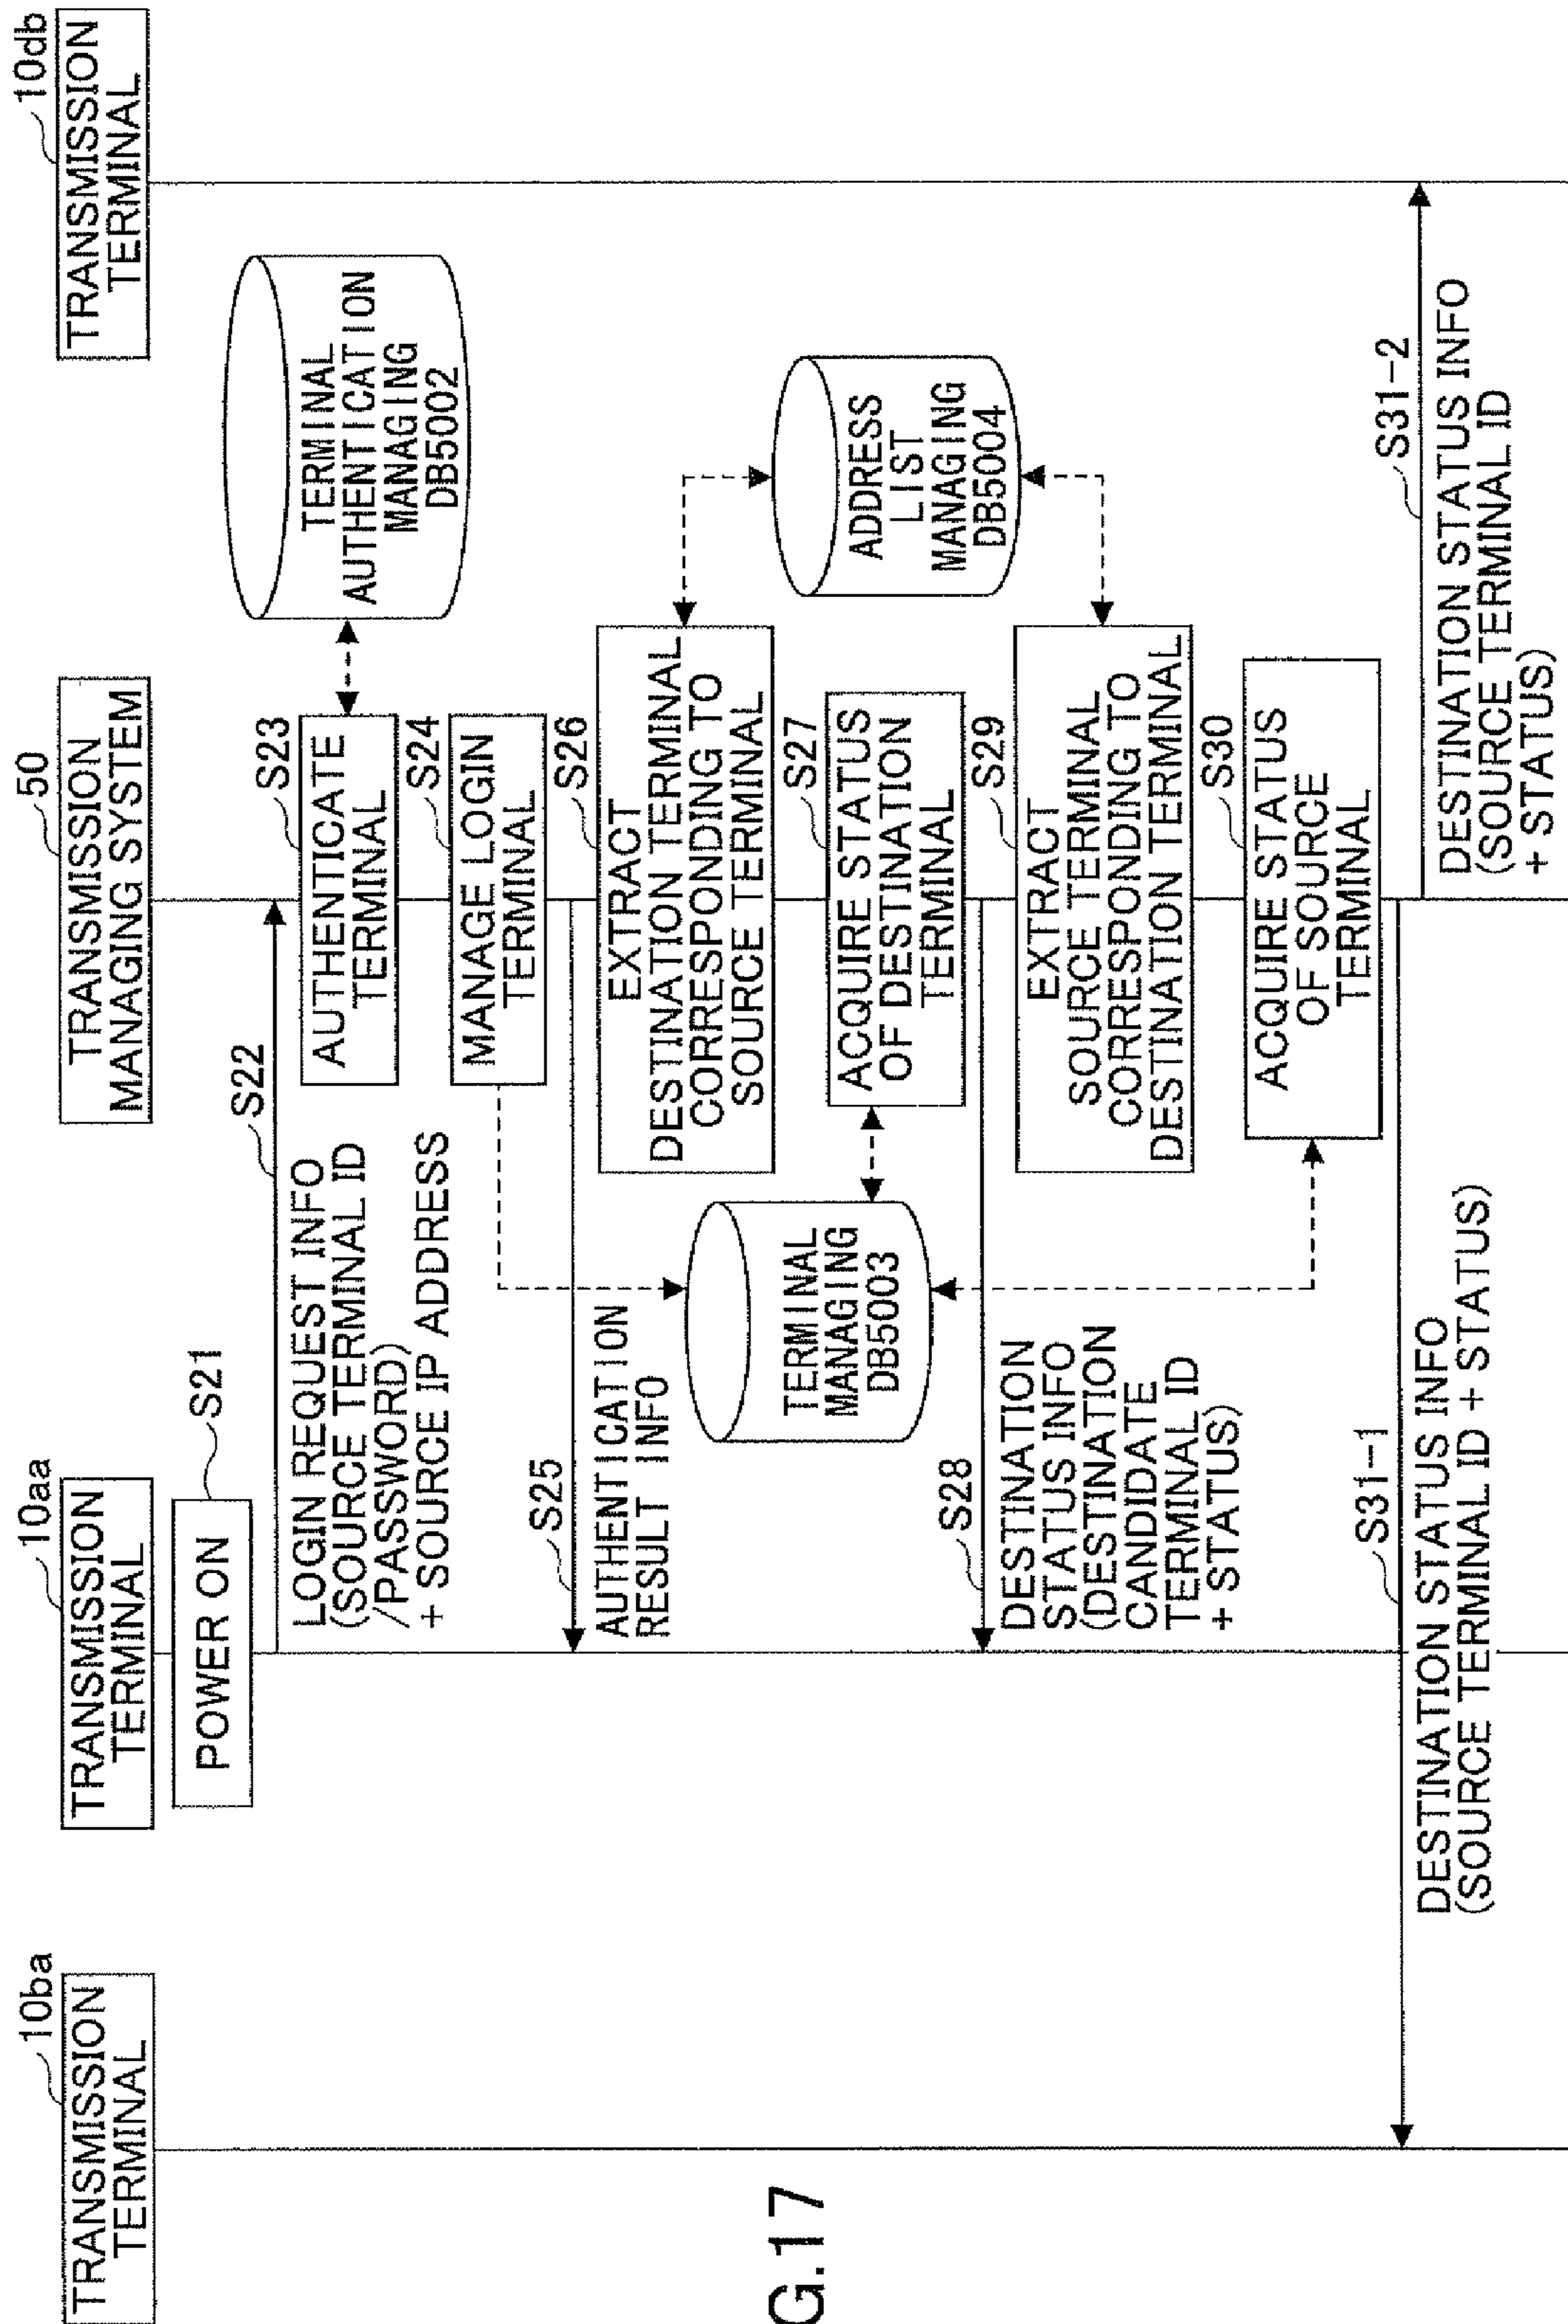 10ba
TRANSMISSION
TERMINAL
10aa
TRANSMISSION
TERMINAL
50
TRANSMISSION
MANAGING SYSTEM
10db
TRANSMISSION
TERMINAL
POWER ON
S21
S22
LOGIN REQUEST INFO
(SOURCE TERMINAL ID
/PASSWORD)
+ SOURCE IP ADDRESS
S23
AUTHENTICATE
TERMINAL
TERMINAL
AUTHENTICATION
MANAGING
DB5002
S24
MANAGE LOGIN
TERMINAL
S25
AUTHENTICATION
RESULT INFO
S26
EXTRACT
DESTINATION TERMINAL
CORRESPONDING TO
SOURCE TERMINAL
TERMINAL
MANAGING
DB5003
ADDRESS
LIST
MANAGING
DB5004
S27
ACQUIRE STATUS
OF DESTINATION
TERMINAL
S28
DESTINATION
STATUS INFO
(DESTINATION
CANDIDATE
TERMINAL ID
+ STATUS)
S29
EXTRACT
SOURCE TERMINAL
CORRESPONDING TO
DESTINATION TERMINAL
S30
ACQUIRE STATUS
OF SOURCE
TERMINAL
S31-1
DESTINATION STATUS INFO
(SOURCE TERMINAL ID + STATUS)
S31-2
DESTINATION STATUS INFO
(SOURCE TERMINAL ID
+ STATUS)
G.17